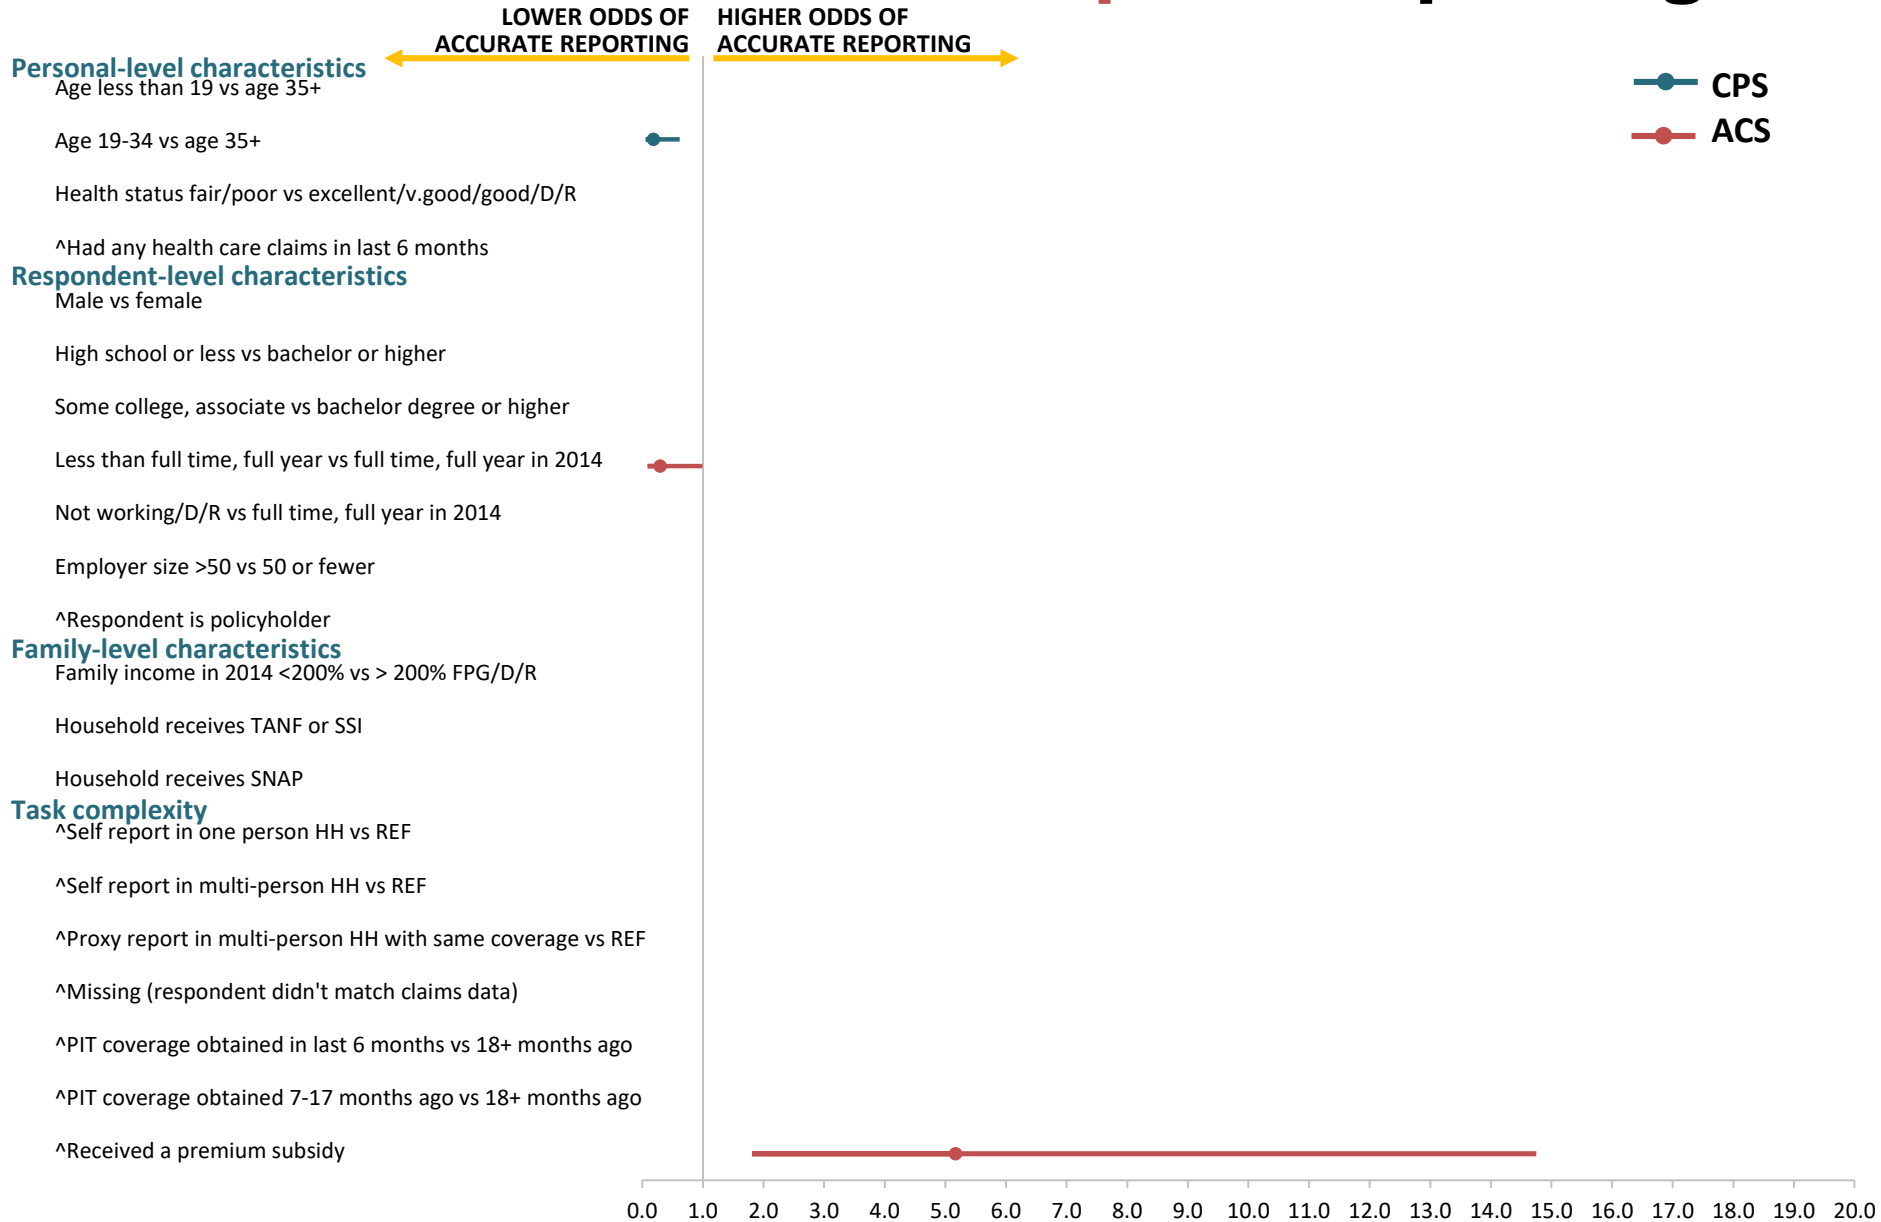 LOWER ODDS OF
ACCURATE REPORTING
HIGHER ODDS OF
ACCURATE REPORTING
CPS
ACS
Personal-level characteristics
Age less than 19 vs age 35+
Age 19-34 vs age 35+
Health status fair/poor vs excellent/v.good/good/D/R
^Had any health care claims in last 6 months
Respondent-level characteristics
Male vs female
High school or less vs bachelor or higher
Some college, associate vs bachelor degree or higher
Less than full time, full year vs full time, full year in 2014
Not working/D/R vs full time, full year in 2014
Employer size >50 vs 50 or fewer
^Respondent is policyholder
Family-level characteristics
Family income in 2014 <200% vs > 200% FPG/D/R
Household receives TANF or SSI
Household receives SNAP
Task complexity
^Self report in one person HH vs REF
^Self report in multi-person HH vs REF
^Proxy report in multi-person HH with same coverage vs REF
^Missing (respondent didn't match claims data)
^PIT coverage obtained in last 6 months vs 18+ months ago
^PIT coverage obtained 7-17 months ago vs 18+ months ago
^Received a premium subsidy
0.0 1.0 2.0 3.0 4.0 5.0 6.0 7.0 8.0 9.0 10.0 11.0 12.0 13.0 14.0 15.0 16.0 17.0 18.0 19.0 20.0